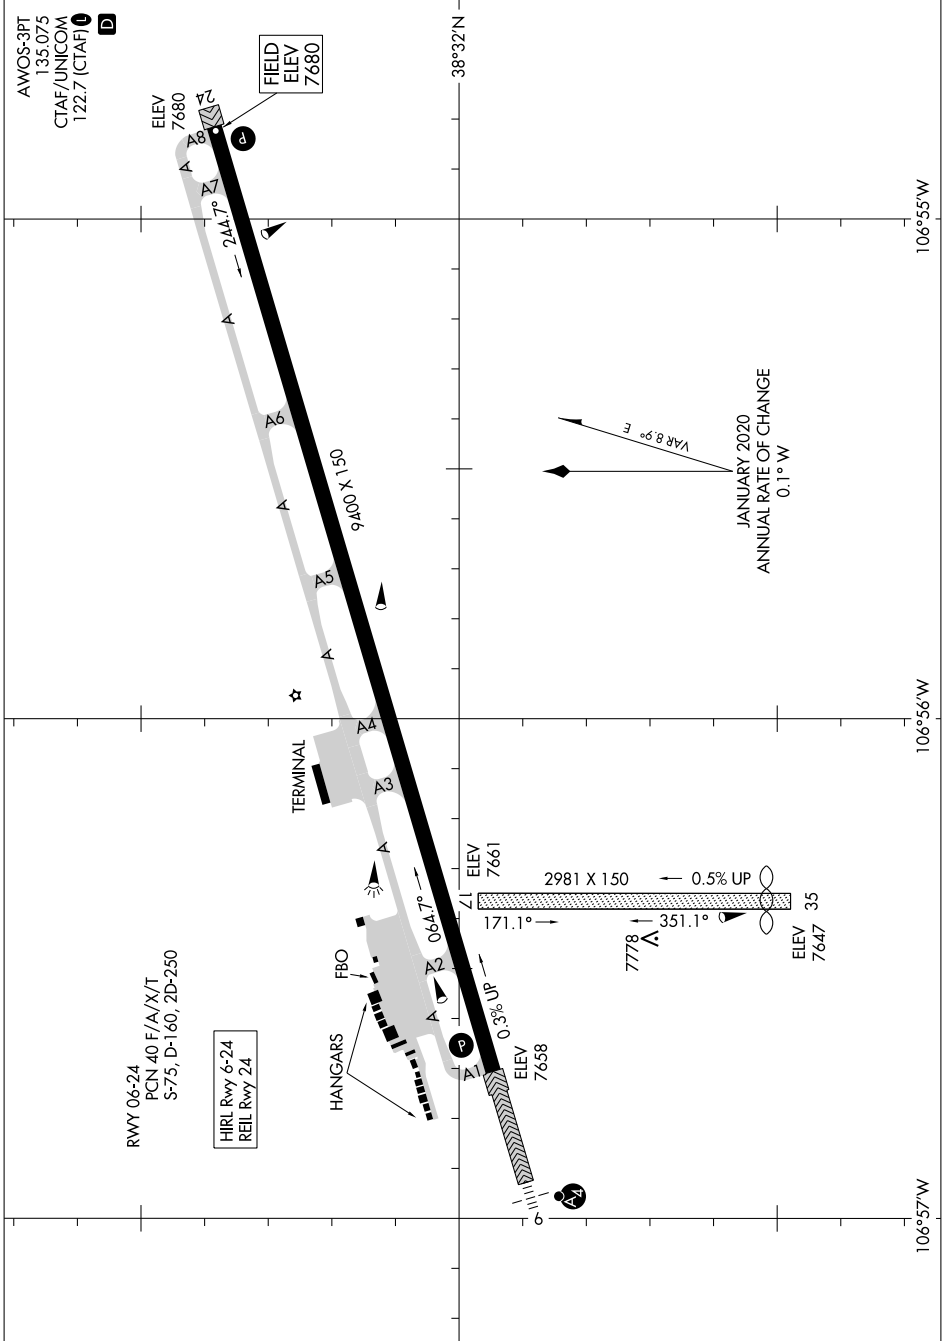 AWOS-3PT
135.075
CTAF/UNICOM
122.7 (CTAF) L
D
FIELD
ELEV
7680
38°32'N
ELEV
7680
24
P
A8
A
A7
244.7°
106°55'W
A
A6
A
9400 X 150
A5
A
VAR 8.9° E
JANUARY 2020
ANNUAL RATE OF CHANGE
0.1° W
TERMINAL
A4
A3
A
106°56'W
064.7°
A2
A
FBO
HANGARS
P
A1
0.3% UP
ELEV
7658
ELEV
7661
17
2981 X 150
0.5% UP
171.1°
351.1°
35
7778
ELEV
7647
RWY 06-24
PCN 40 F/A/X/T
S-75, D-160, 2D-250
HIRL Rwy 6-24
REIL Rwy 24
6
A4
106°57'W